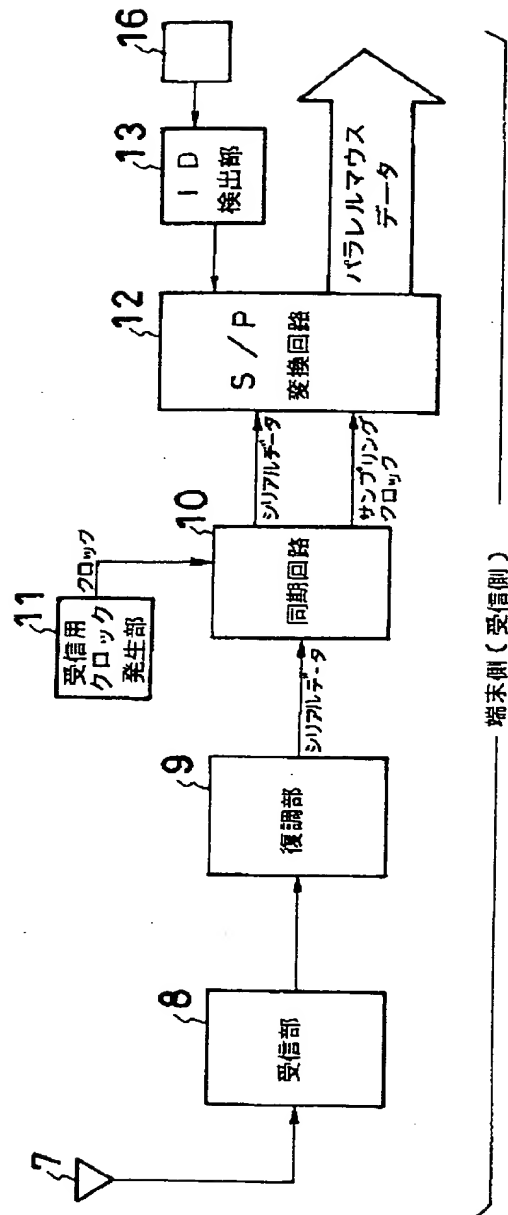 7
8
受信部
9
復調部
シリアルデータ
11
受信用
クロック
発生部
クロック
10
同期回路
シリアルデータ
サンプリング
クロック
12
S/P
変換回路
13
ID
検出部
16
パラレルマウス
データ
端末側(受信側)